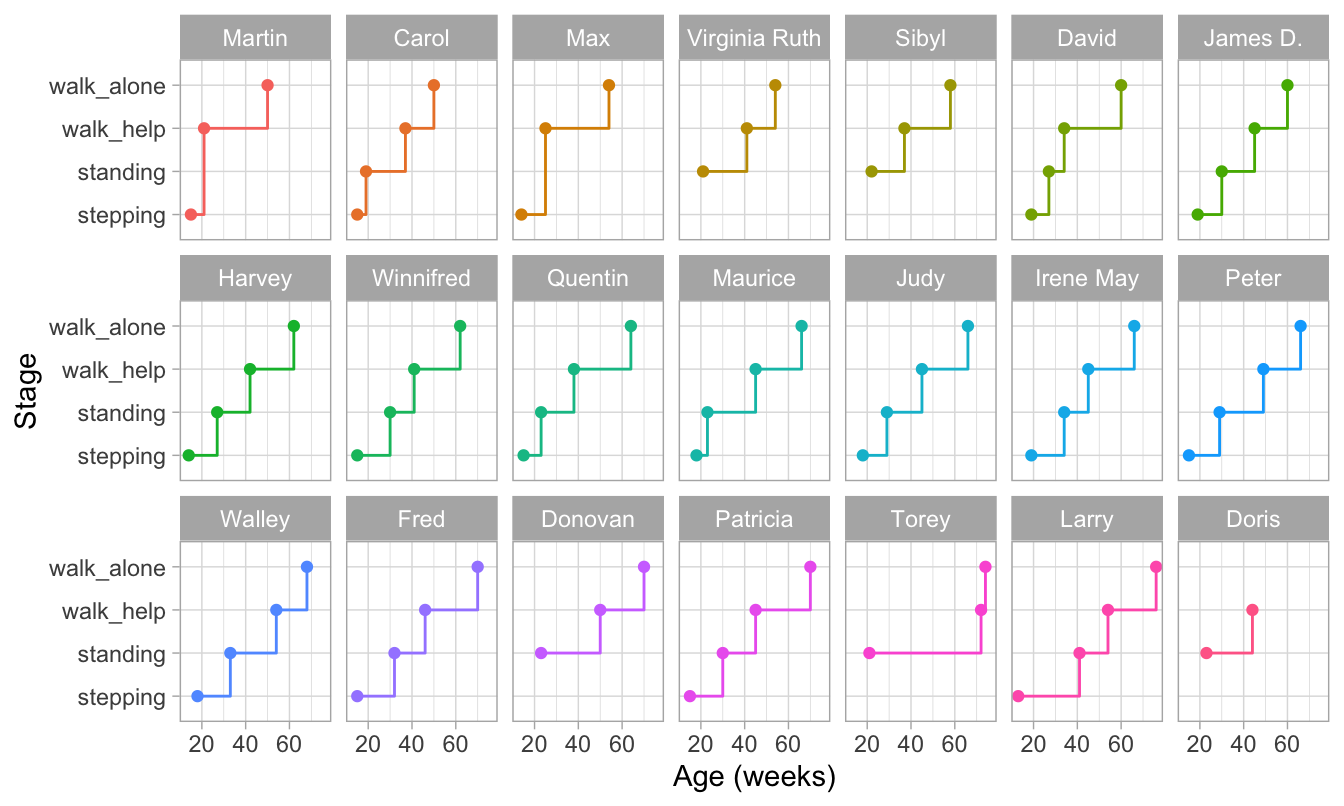 Martin Carol Max Virginia Ruth Sibyl David James D.
walk_alone
walk_help
standing
stepping
Harvey Winnifred Quentin Maurice Judy Irene May Peter
walk_alone
walk_help
standing
stepping
Walley Fred Donovan Patricia Torey Larry Doris
walk_alone
walk_help
standing
stepping
20 40 60 20 40 60 20 40 60 20 40 60 20 40 60 20 40 60 20 40 60
Age (weeks)
Stage